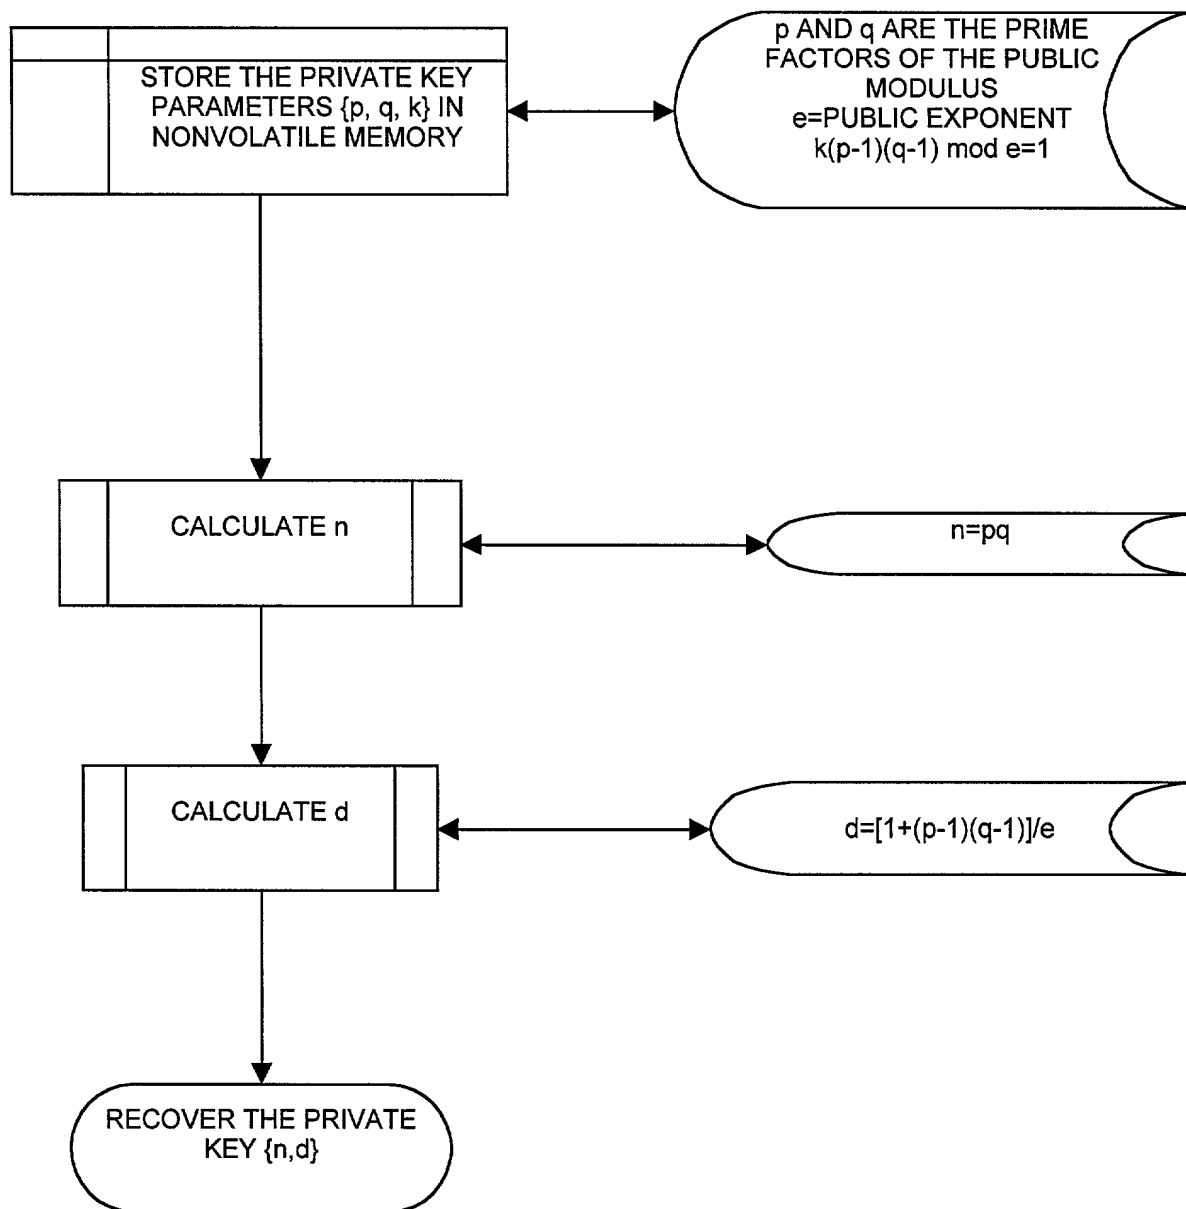 STORE THE PRIVATE KEY
PARAMETERS {p, q, k} IN
NONVOLATILE MEMORY
p AND q ARE THE PRIME
FACTORS OF THE PUBLIC
MODULUS
e=PUBLIC EXPONENT
k(p-1)(q-1) mod e=1
CALCULATE n
n=pq
CALCULATE d
d=[1+(p-1)(q-1)]/e
RECOVER THE PRIVATE
KEY {n,d}